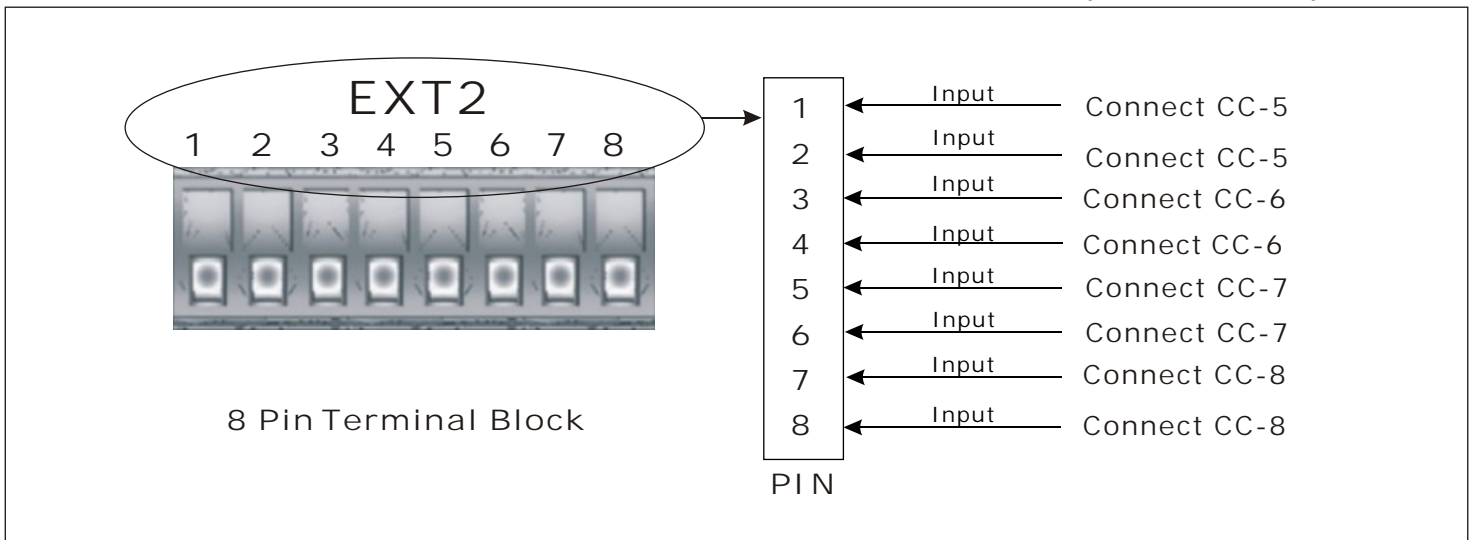 EXT2
1 2 3 4 5 6 7 8
8 Pin Terminal Block
1 Input Connect CC-5
2 Input Connect CC-5
3 Input Connect CC-6
4 Input Connect CC-6
5 Input Connect CC-7
6 Input Connect CC-7
7 Input Connect CC-8
8 Input Connect CC-8
PIN